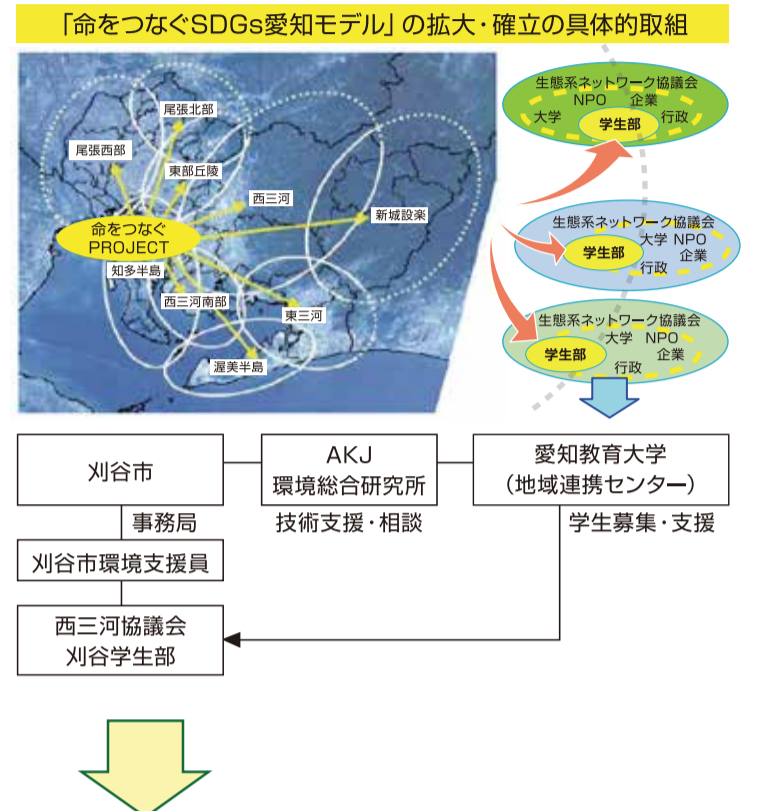 「命をつなぐSDGs愛知モデル」の拡大・確立の具体的取組
尾張北部
尾張西部
東部丘陵
西三河
新城設楽
命をつなぐ
PROJECT
知多半島
西三河南部
東三河
渥美半島
生態系ネットワーク協議会
NPO 企業
大学 行政
学生部
生態系ネットワーク協議会
大学 NPO
学生部 企業
行政
生態系ネットワーク協議会
大学 NPO
学生部 企業
行政
刈谷市
AKJ
環境総合研究所
愛知教育大学
（地域連携センター）
事務局
技術支援・相談
学生募集・支援
刈谷市環境支援員
西三河協議会
刈谷学生部